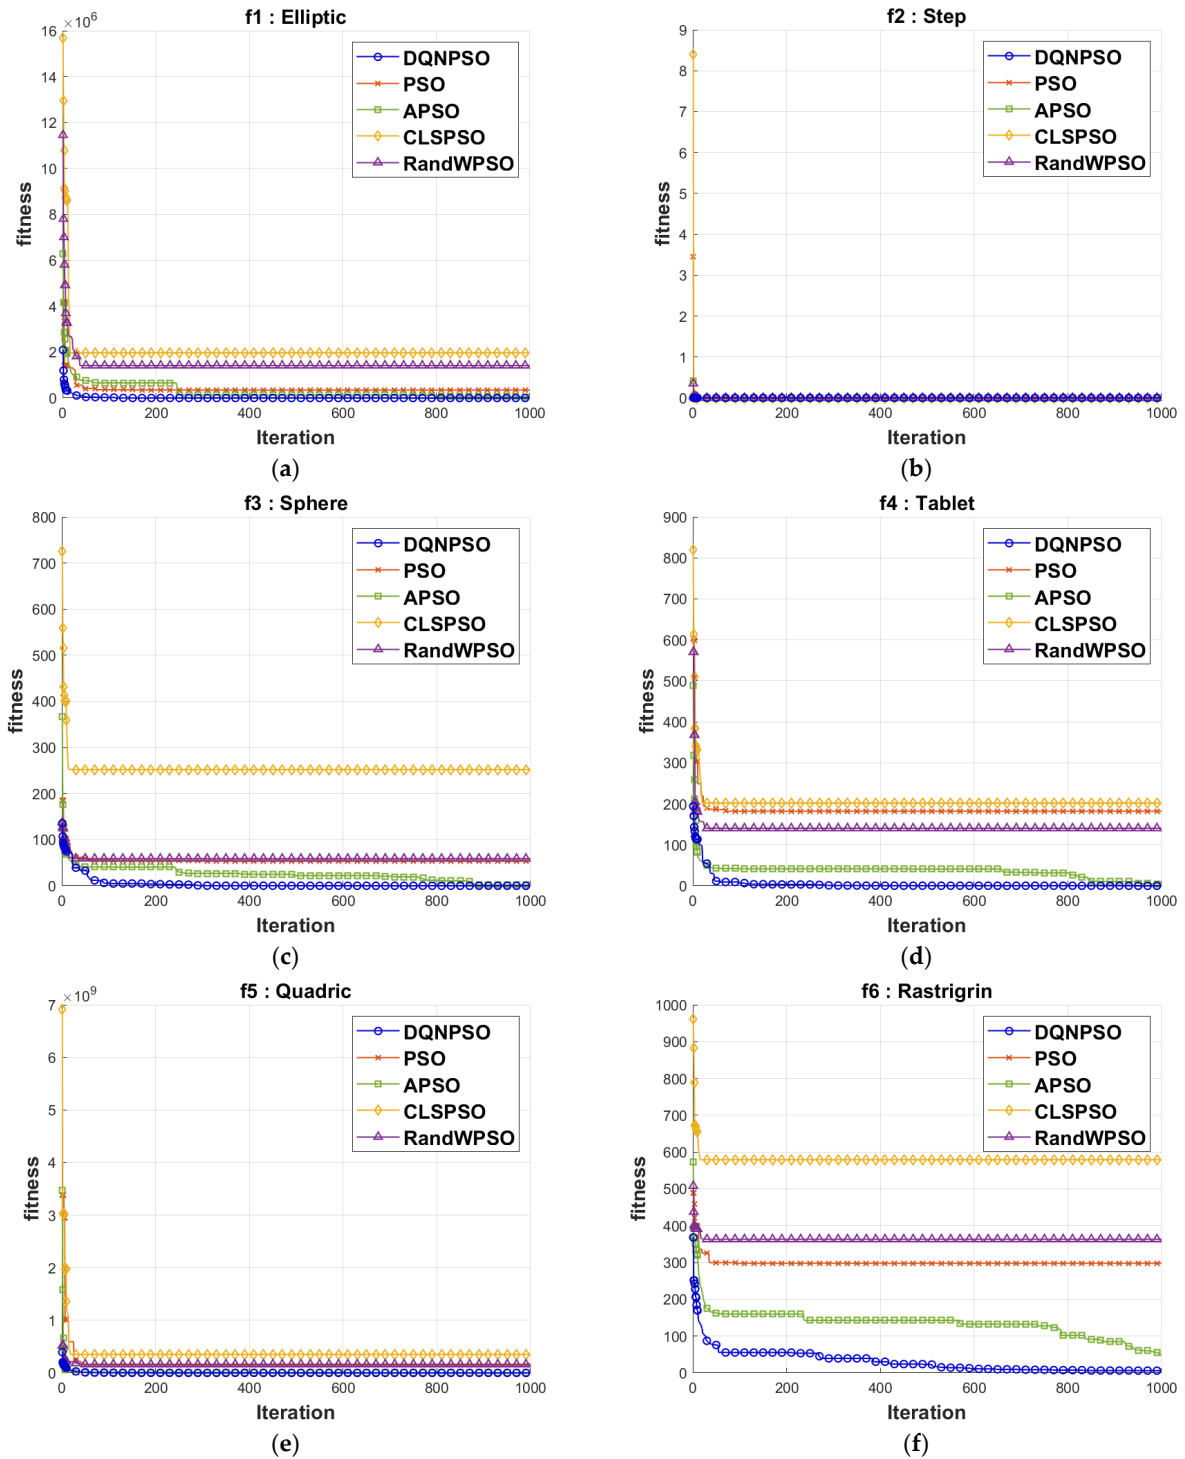 f1 : Elliptic
×10^6
16
14
12
10
8
6
4
2
0
0 200 400 600 800 1000
fitness
Iteration
DQNPSO
PSO
APSO
CLSPSO
RandWPSO
(a)
f2 : Step
9
8
7
6
5
4
3
2
1
0
0 200 400 600 800 1000
fitness
Iteration
DQNPSO
PSO
APSO
CLSPSO
RandWPSO
(b)
f3 : Sphere
800
700
600
500
400
300
200
100
0
0 200 400 600 800 1000
fitness
Iteration
DQNPSO
PSO
APSO
CLSPSO
RandWPSO
(c)
f4 : Tablet
900
800
700
600
500
400
300
200
100
0
0 200 400 600 800 1000
fitness
Iteration
DQNPSO
PSO
APSO
CLSPSO
RandWPSO
(d)
f5 : Quadric
×10^9
7
6
5
4
3
2
1
0
0 200 400 600 800 1000
fitness
Iteration
DQNPSO
PSO
APSO
CLSPSO
RandWPSO
(e)
f6 : Rastrigrin
1000
900
800
700
600
500
400
300
200
100
0
0 200 400 600 800 1000
fitness
Iteration
DQNPSO
PSO
APSO
CLSPSO
RandWPSO
(f)